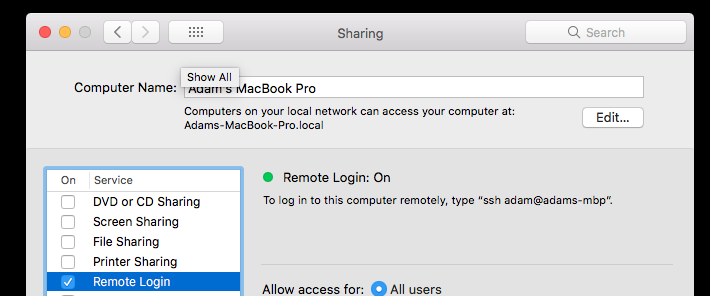 Sharing
Search
Show All
Computer Name: Adam's MacBook Pro
Computers on your local network can access your computer at:
Adams-MacBook-Pro.local
Edit...
On Service
DVD or CD Sharing
Screen Sharing
File Sharing
Printer Sharing
Remote Login
Remote Login: On
To log in to this computer remotely, type “ssh adam@adams-mbp”.
Allow access for: All users